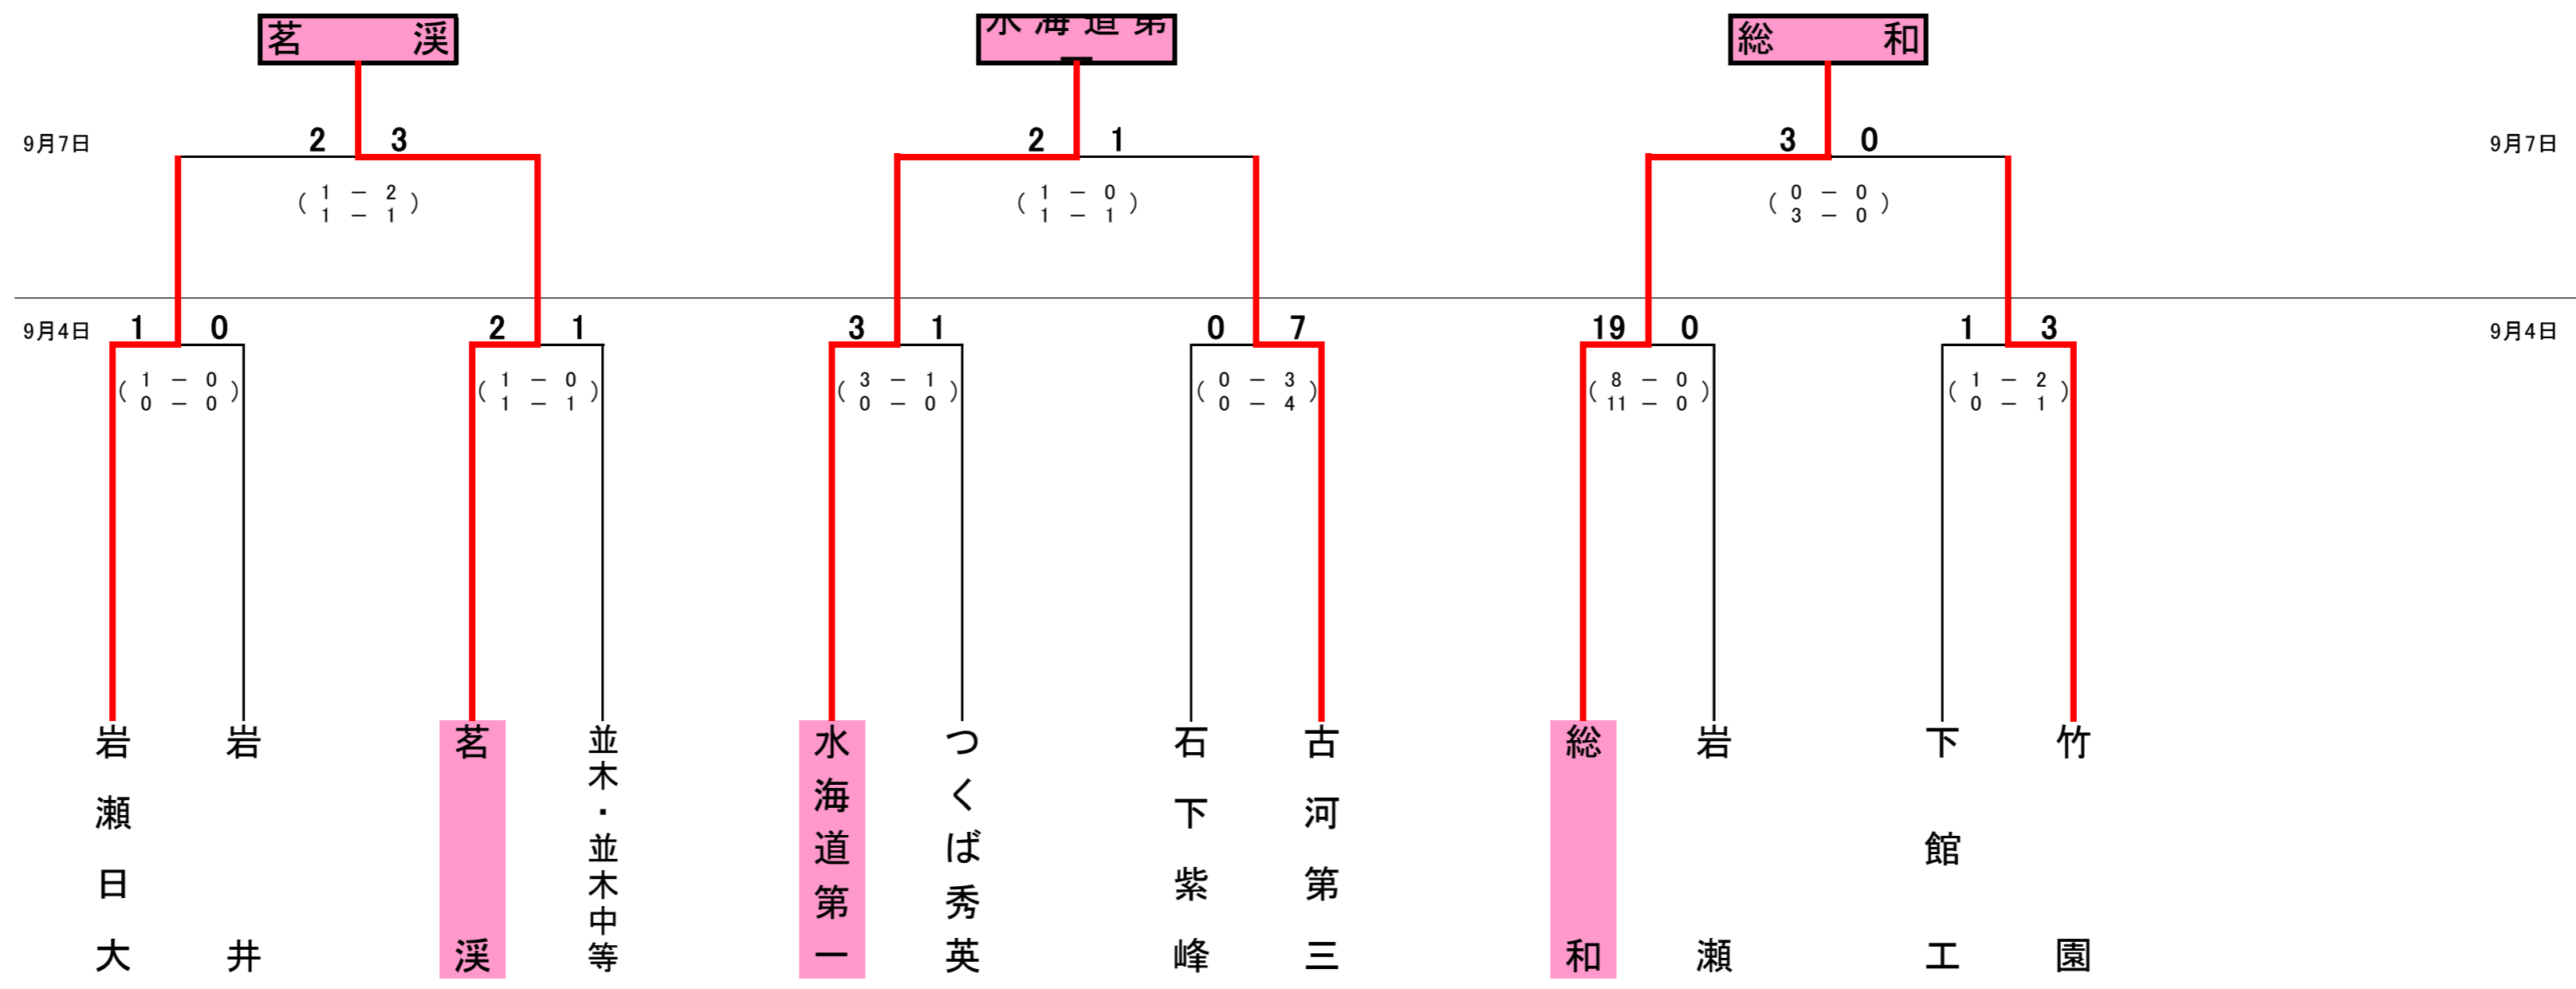 茗渓
水海道第一
総和
9月7日
2 3
2 1
3 0
9月7日
( 1 － 2
1 － 1 )
( 1 － 0
1 － 1 )
( 0 － 0
3 － 0 )
9月4日
1 0
2 1
3 1
0 7
19 0
1 3
9月4日
( 1 － 0
0 － 0 )
( 1 － 0
1 － 1 )
( 3 － 1
0 － 0 )
( 0 － 3
0 － 4 )
( 8 － 0
11 － 0 )
( 1 － 2
0 － 1 )
岩瀬日大
岩井
茗渓
並木・並木中等
水海道第一
つくば秀英
石下紫峰
古河第三
総和
岩瀬
下館工
竹園